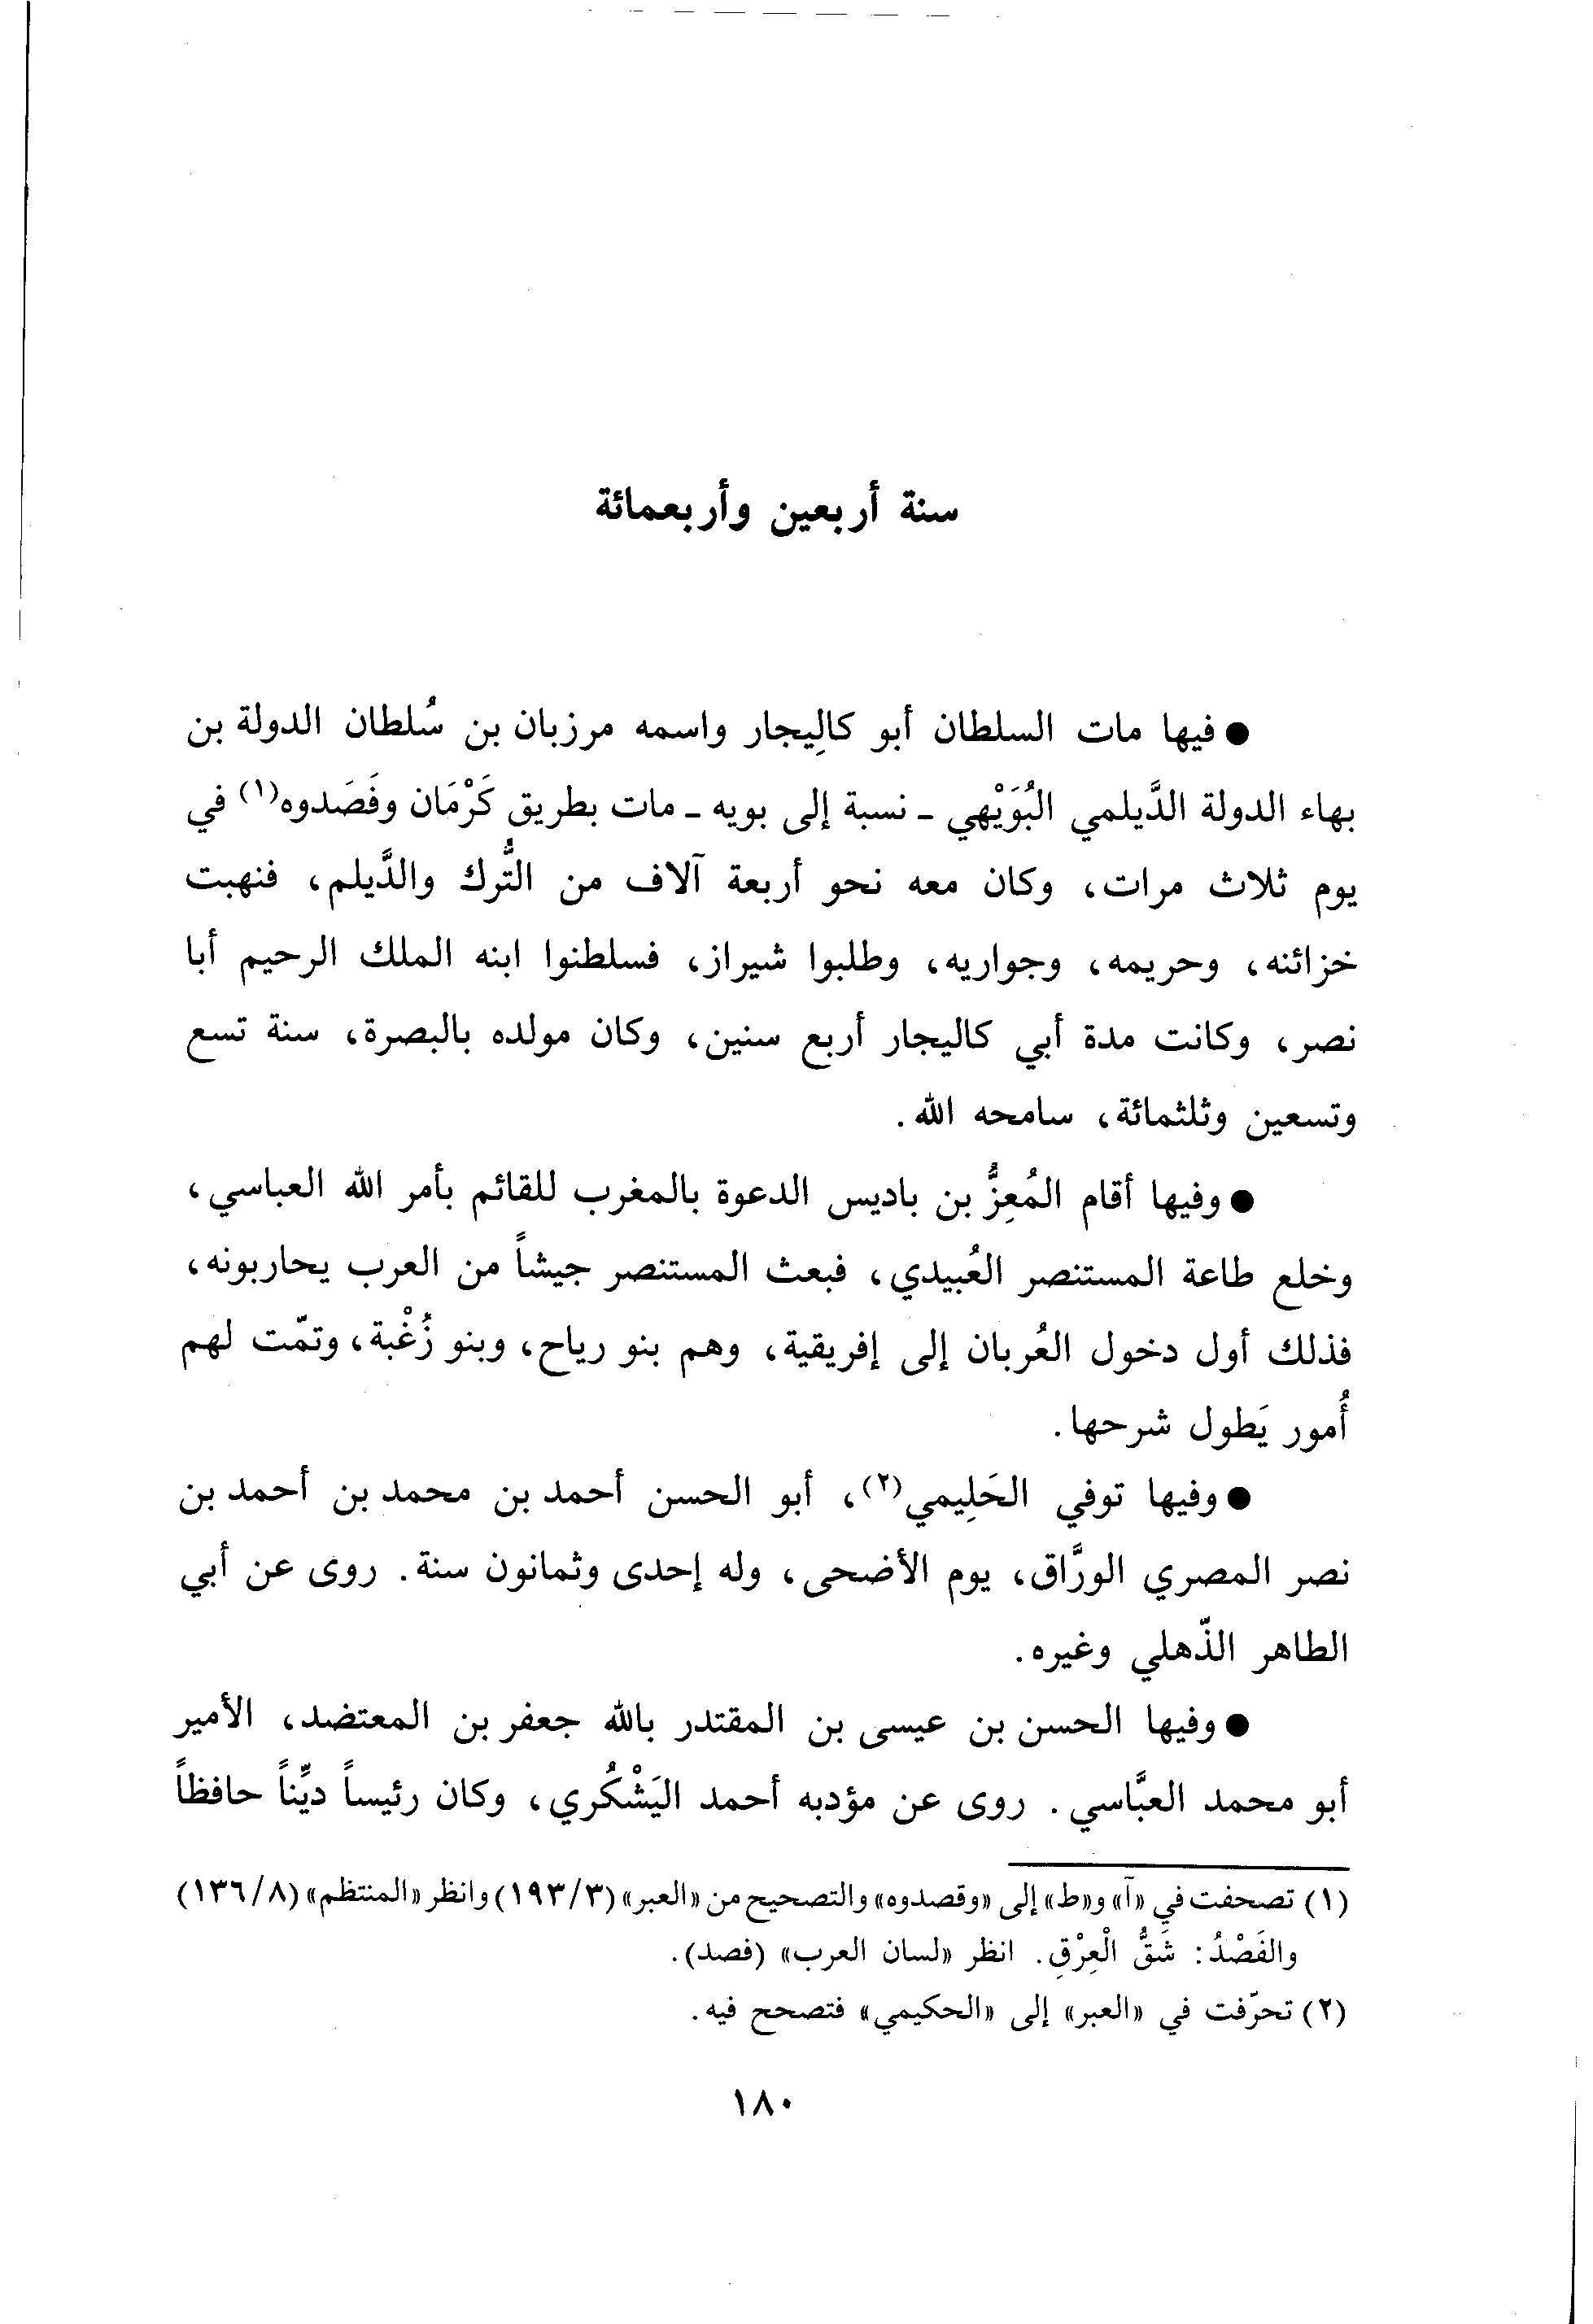 سنة أربعين وأربعمائة
● فيها مات السلطان أبو كالِيجار واسمه مرزبان بن سُلطان الدولة بن
بهاء الدولة الدَّيلمي البُوَيْهي ـ نسبة إلى بويه ـ مات بطريق كَرْمَان وفَصَدوه(١) في
يوم ثلاث مرات، وكان معه نحو أربعة آلاف من التُّرك والدَّيلم، فنهبت
خزائنه، وحريمه، وجواريه، وطلبوا شيراز، فسلطنوا ابنه الملك الرحيم أبا
نصر، وكانت مدة أبي كاليجار أربع سنين، وكان مولده بالبصرة، سنة تسع
وتسعين وثلثمائة، سامحه الله.
● وفيها أقام المُعِزُّ بن باديس الدعوة بالمغرب للقائم بأمر الله العباسي،
وخلع طاعة المستنصر العُبيدي، فبعث المستنصر جيشاً من العرب يحاربونه،
فذلك أول دخول العُربان إلى إفريقية، وهم بنو رياح، وبنو زُغْبة، وتمّت لهم
أُمور يَطول شرحها.
● وفيها توفي الحَلِيمي(٢)، أبو الحسن أحمد بن محمد بن أحمد بن
نصر المصري الورَّاق، يوم الأضحى، وله إحدى وثمانون سنة. روى عن أبي
الطاهر الذّهلي وغيره.
● وفيها الحسن بن عيسى بن المقتدر بالله جعفر بن المعتضد، الأمير
أبو محمد العبَّاسي. روى عن مؤدبه أحمد اليَشْكُري، وكان رئيساً ديِّناً حافظاً
(١) تصحفت في «آ» و«ط» إلى «وقصدوه» والتصحيح من «العبر» (٣/١٩٣) وانظر «المنتظم» (٨/١٣٦)
والفَصْدُ: شَقُّ الْعِرْقِ. انظر «لسان العرب» (فصد).
(٢) تحرّفت في «العبر» إلى «الحكيمي» فتصحح فيه.
١٨٠